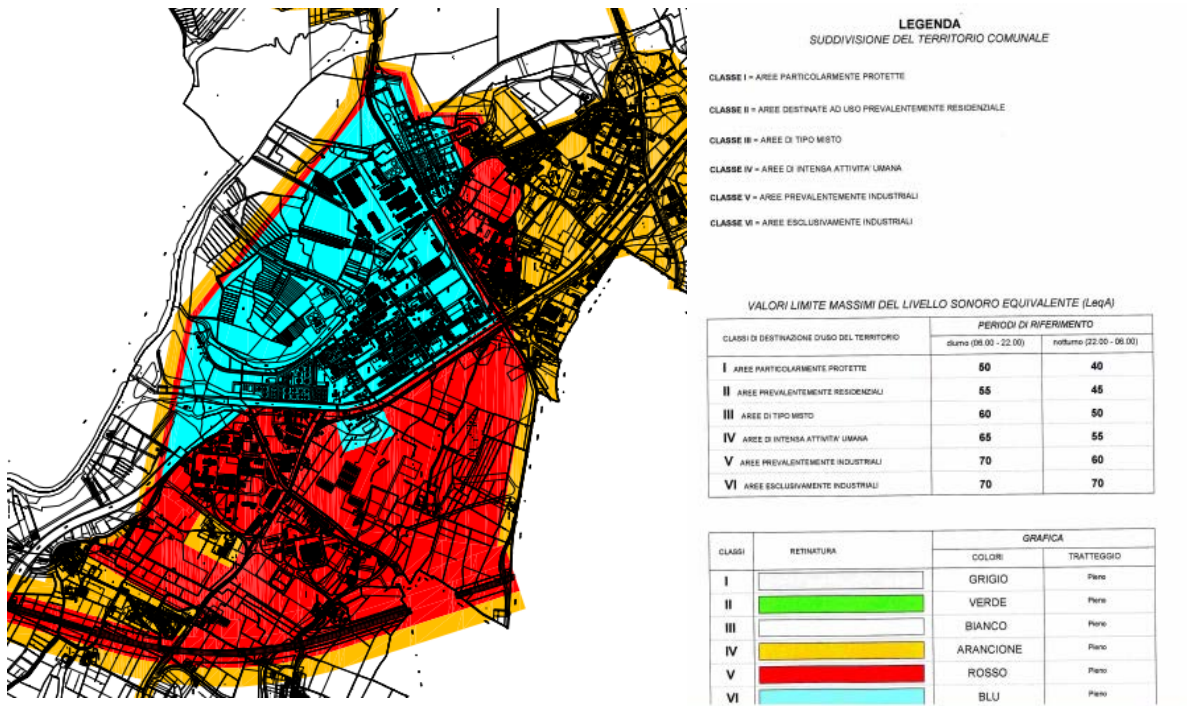 LEGENDA
SUDDIVISIONE DEL TERRITORIO COMUNALE
CLASSE I = AREE PARTICOLARMENTE PROTETTE
CLASSE II = AREE DESTINATE AD USO PREVALENTEMENTE RESIDENZIALE
CLASSE III = AREE DI TIPO MISTO
CLASSE IV = AREE DI INTENSA ATTIVITA' UMANA
CLASSE V = AREE PREVALENTEMENTE INDUSTRIALI
CLASSE VI = AREE ESCLUSIVAMENTE INDUSTRIALI
VALORI LIMITE MASSIMI DEL LIVELLO SONORO EQUIVALENTE (LeqA)
CLASSI DI DESTINAZIONE D'USO DEL TERRITORIO PERIODI DI RIFERIMENTO
diurno (06.00 - 22.00) notturno (22.00 - 06.00)
I AREE PARTICOLARMENTE PROTETTE 50 40
II AREE PREVALENTEMENTE RESIDENZIALI 55 45
III AREE DI TIPO MISTO 60 50
IV AREE DI INTENSA ATTIVITA' UMANA 65 55
V AREE PREVALENTEMENTE INDUSTRIALI 70 60
VI AREE ESCLUSIVAMENTE INDUSTRIALI 70 70
CLASSI RETINATURA GRAFICA
COLORI TRATTEGGIO
I GRIGIO Pieno
II VERDE Pieno
III BIANCO Pieno
IV ARANCIONE Pieno
V ROSSO Pieno
VI BLU Pieno